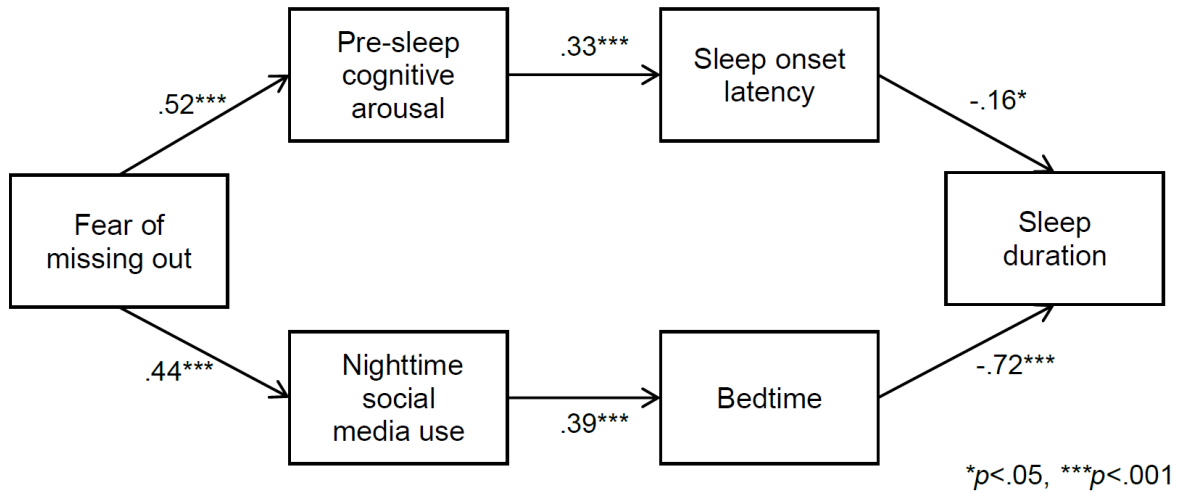 Pre-sleep
cognitive
arousal
.33***
Sleep onset
latency
.52***
-.16*
Fear of
missing out
Sleep
duration
.44***
Nighttime
social
media use
.39***
Bedtime
-.72***
*p<.05, ***p<.001